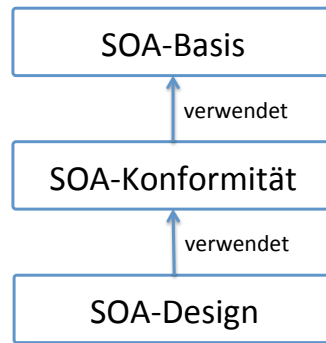 SOA-Basis
verwendet
SOA-Konformität
verwendet
SOA-Design